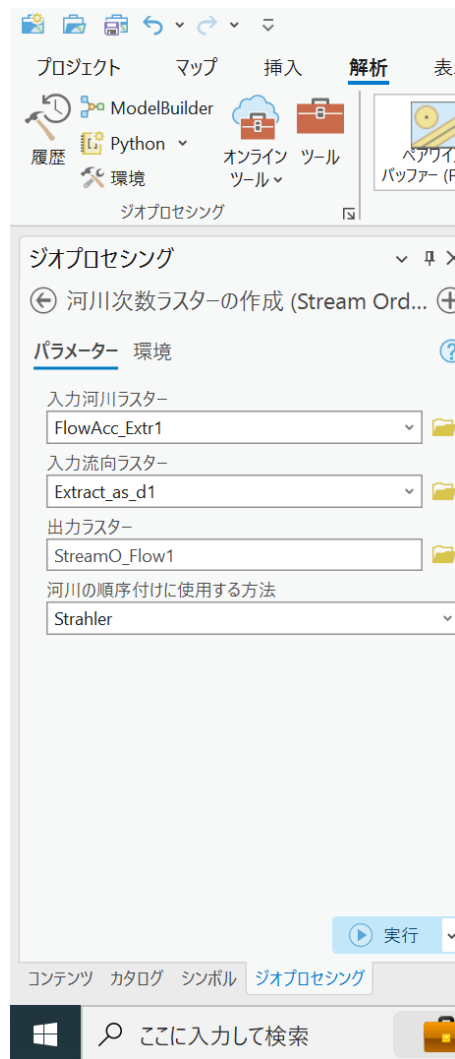 プロジェクト マップ 挿入 解析 表
履歴
ModelBuilder
Python
環境
オンライン
ツール
ツール
ペアワイ
バッファー (P
ジオプロセシング
ジオプロセシング
河川次数ラスターの作成 (Stream Ord...
パラメーター 環境
入力河川ラスター
FlowAcc_Extr1
入力流向ラスター
Extract_as_d1
出力ラスター
StreamO_Flow1
河川の順序付けに使用する方法
Strahler
実行
コンテンツ カタログ シンボル ジオプロセシング
ここに入力して検索